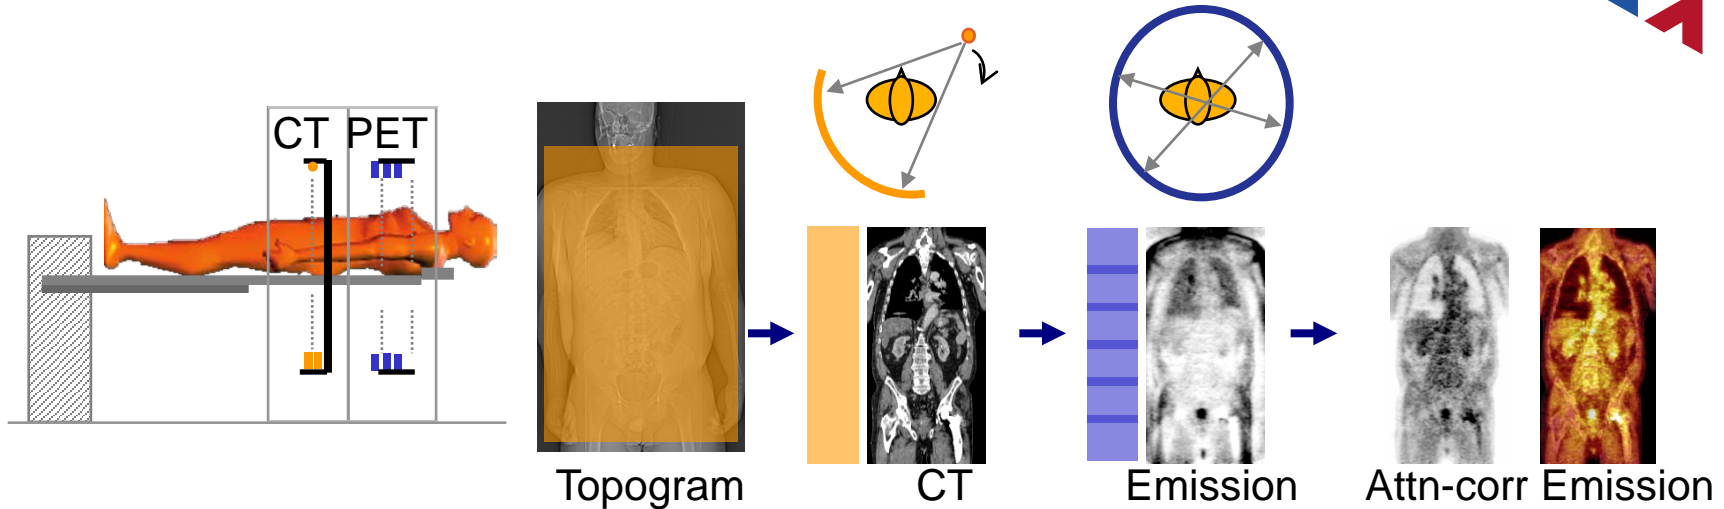 CT PET
Topogram
CT
Emission
Attn-corr Emission